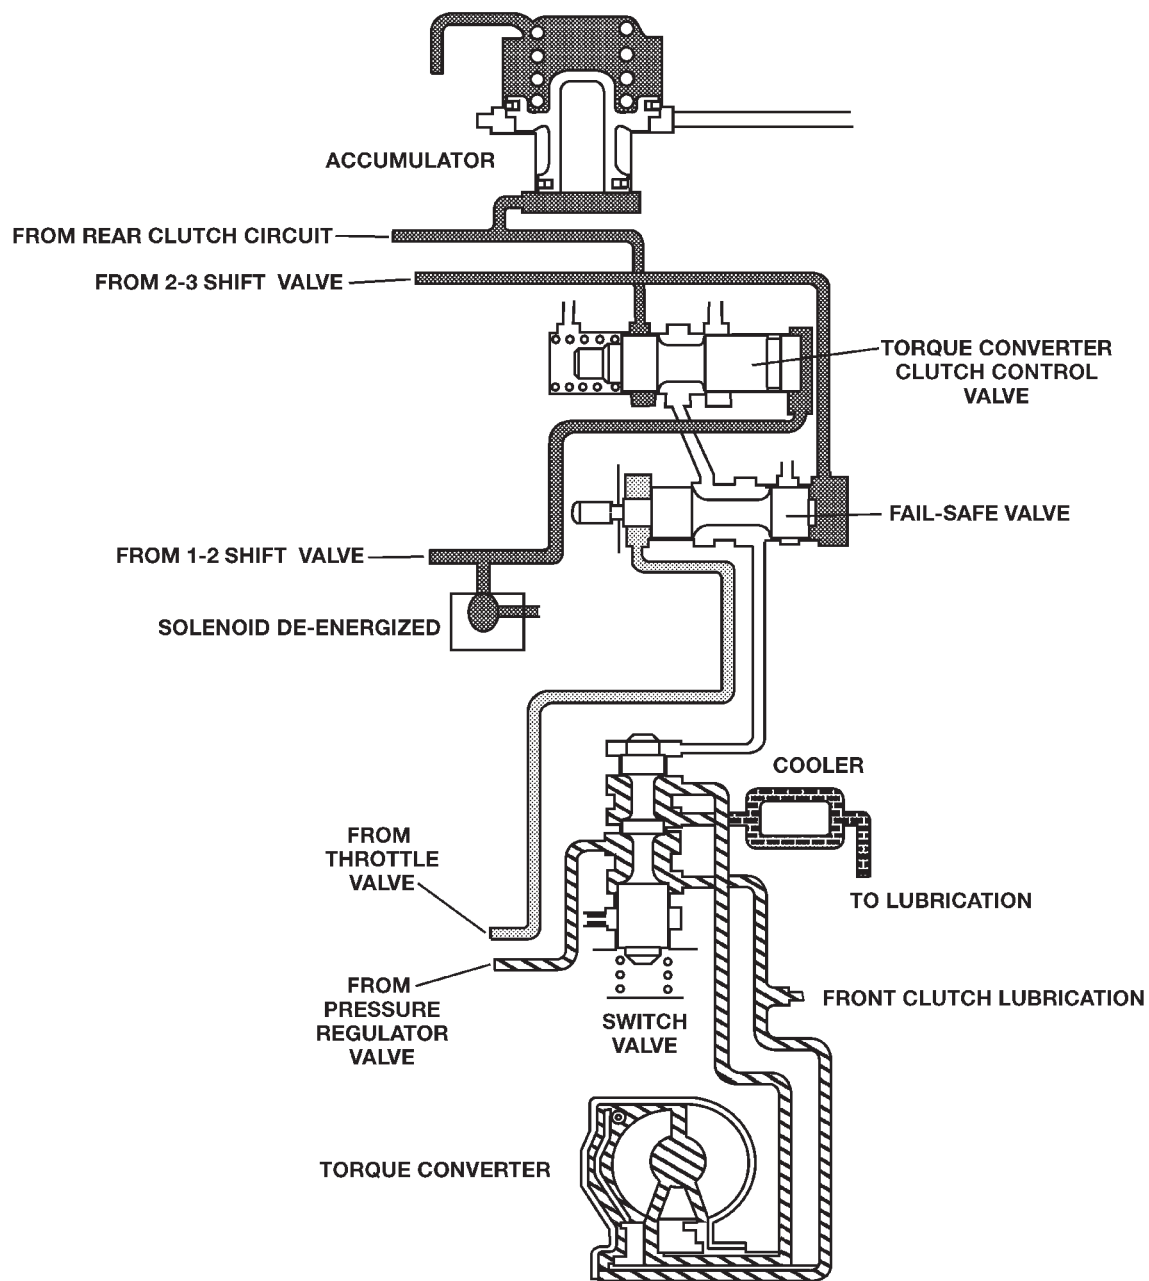 ACCUMULATOR
FROM REAR CLUTCH CIRCUIT
FROM 2-3 SHIFT VALVE
TORQUE CONVERTER
CLUTCH CONTROL
VALVE
FAIL-SAFE VALVE
FROM 1-2 SHIFT VALVE
SOLENOID DE-ENERGIZED
COOLER
FROM
THROTTLE
VALVE
TO LUBRICATION
FROM
PRESSURE
REGULATOR
VALVE
FRONT CLUTCH LUBRICATION
SWITCH
VALVE
TORQUE CONVERTER